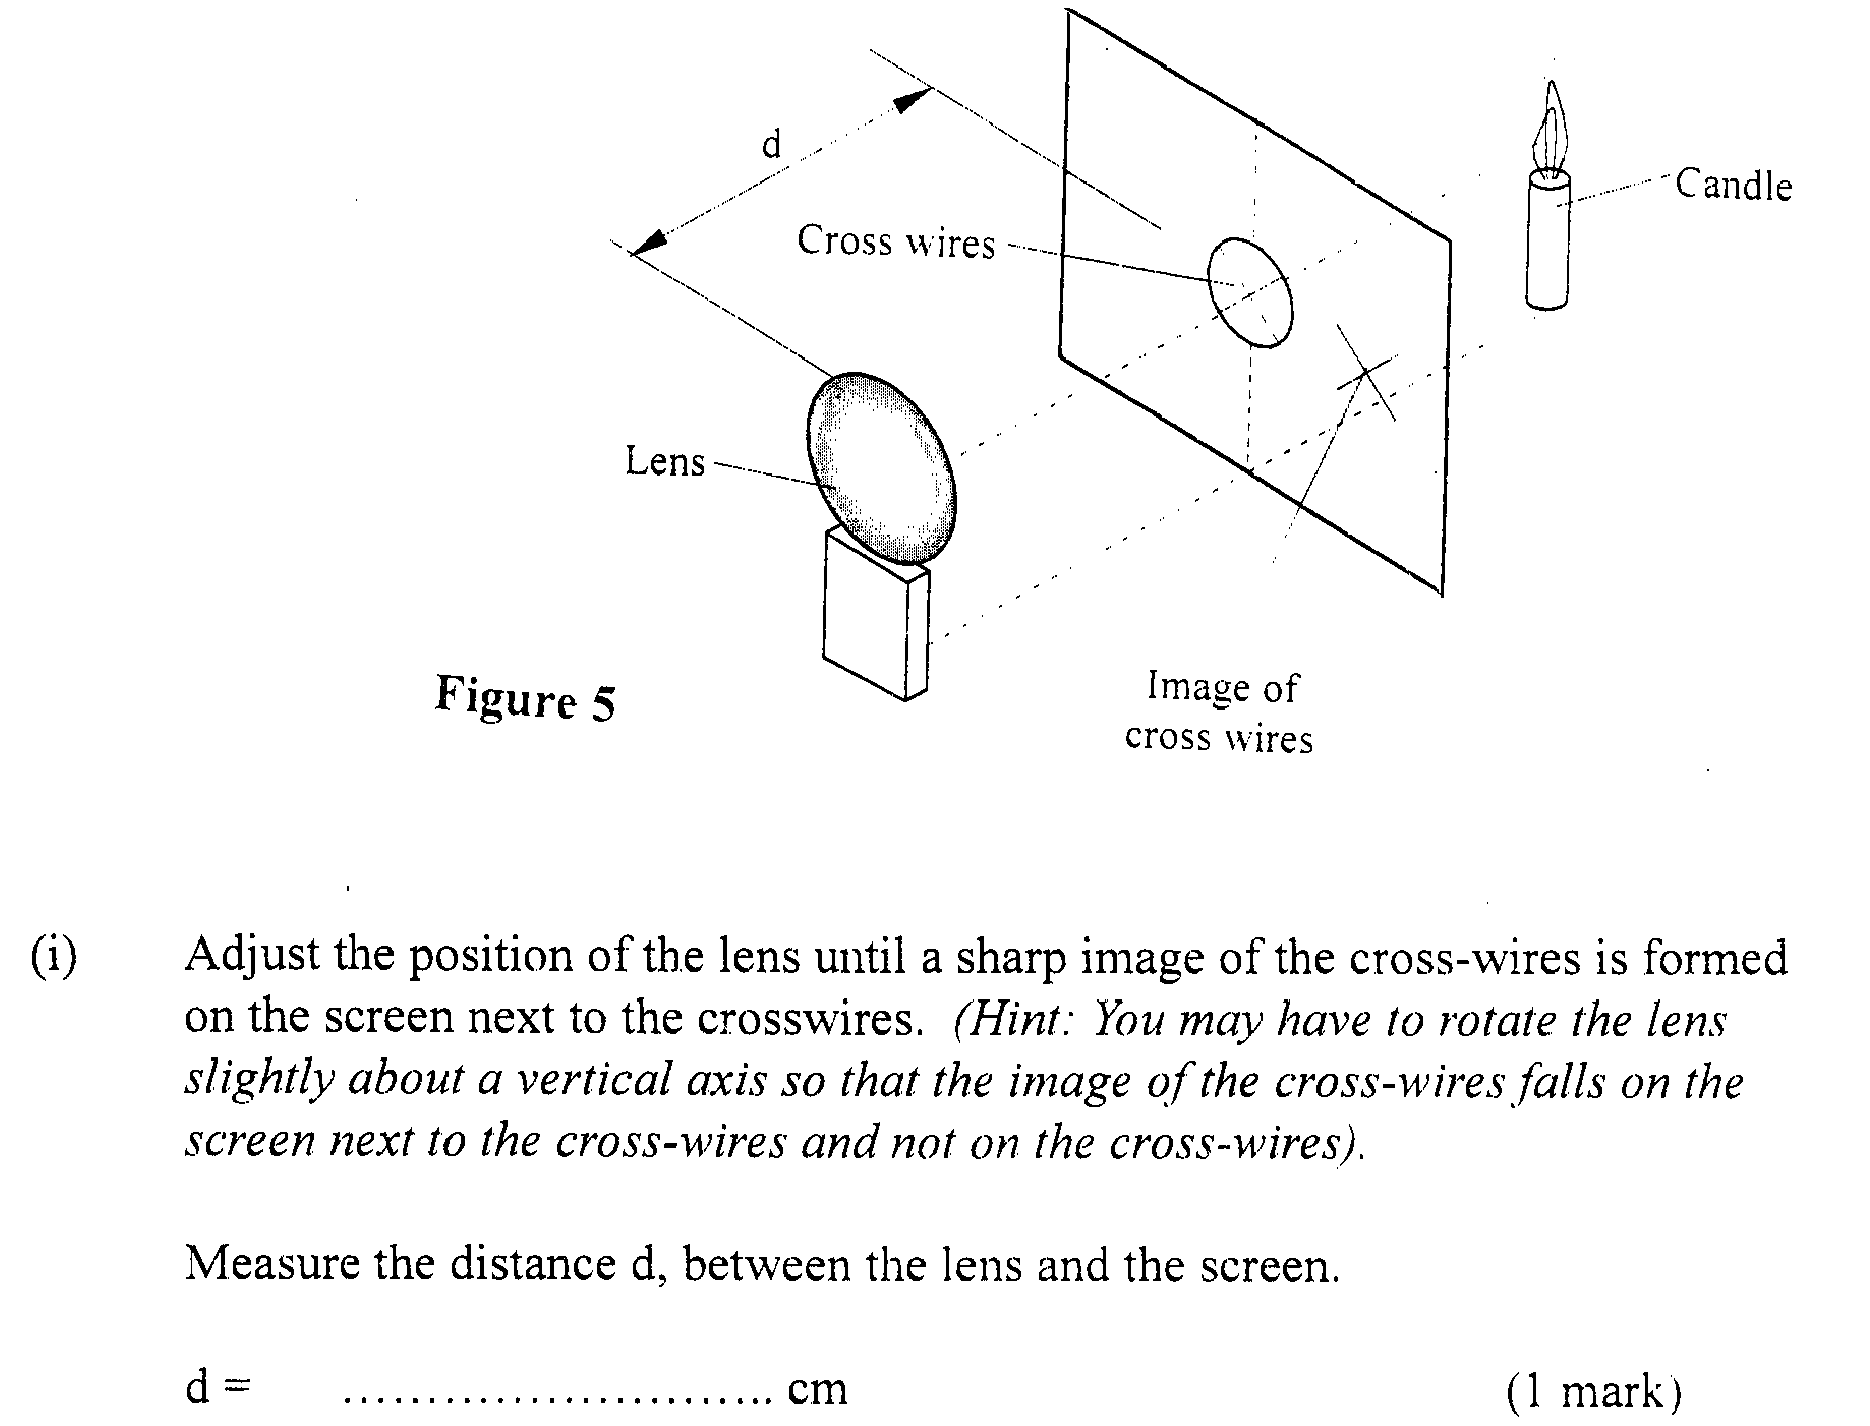 d
Candle
Cross wires
Lens
Figure 5
Image of
cross wires
(i) Adjust the position of the lens until a sharp image of the cross-wires is formed
on the screen next to the crosswires. (Hint: You may have to rotate the lens
slightly about a vertical axis so that the image of the cross-wires falls on the
screen next to the cross-wires and not on the cross-wires).
Measure the distance d, between the lens and the screen.
d = .......................... cm (1 mark)